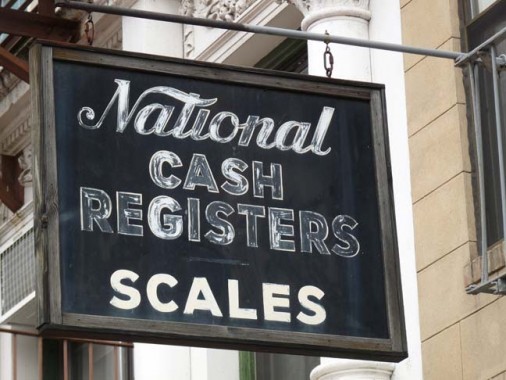 National
CASH
REGISTERS
SCALES